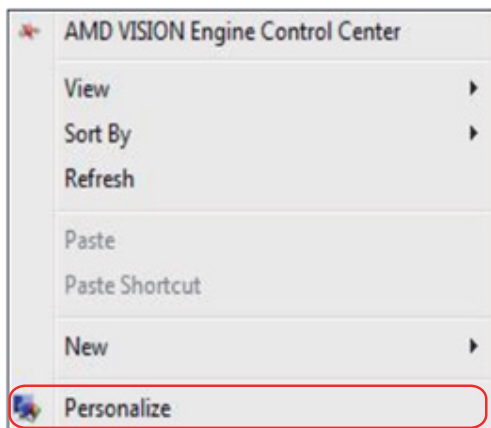 AMD VISION Engine Control Center
View
Sort By
Refresh
Paste
Paste Shortcut
New
Personalize